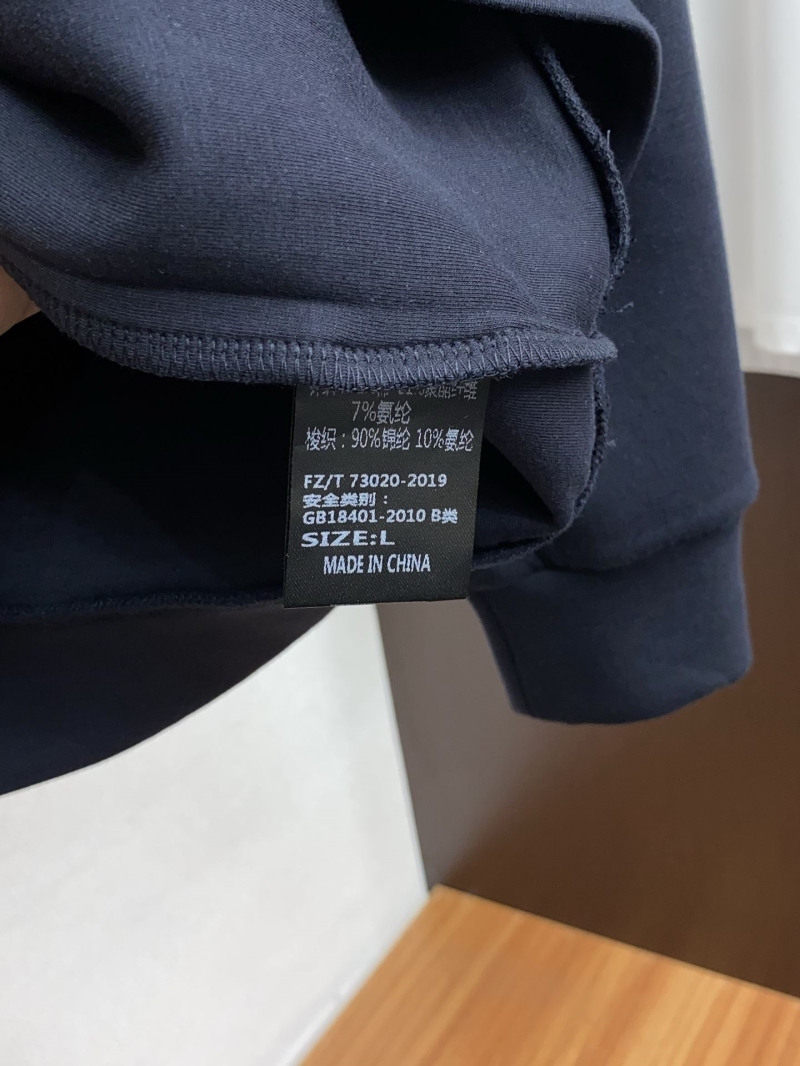 7%氨纶
梭织：90%锦纶 10%氨纶
FZ/T 73020-2019
安全类别：
GB18401-2010 B类
SIZE:L
MADE IN CHINA